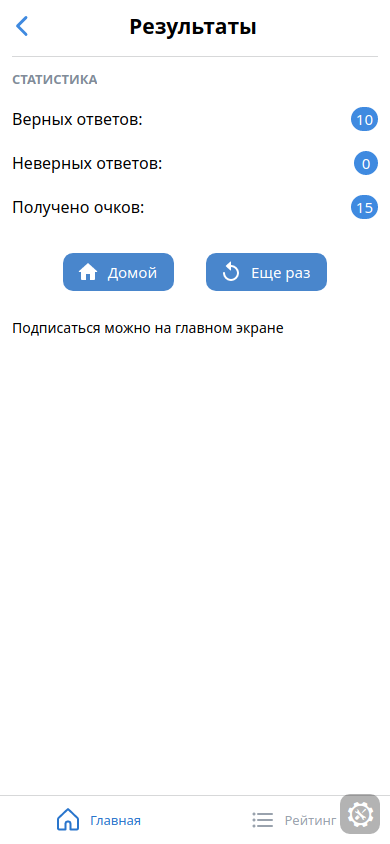 Результаты
СТАТИСТИКА
Верных ответов: 10
Неверных ответов: 0
Получено очков: 15
Домой Еще раз
Подписаться можно на главном экране
Главная Рейтинг